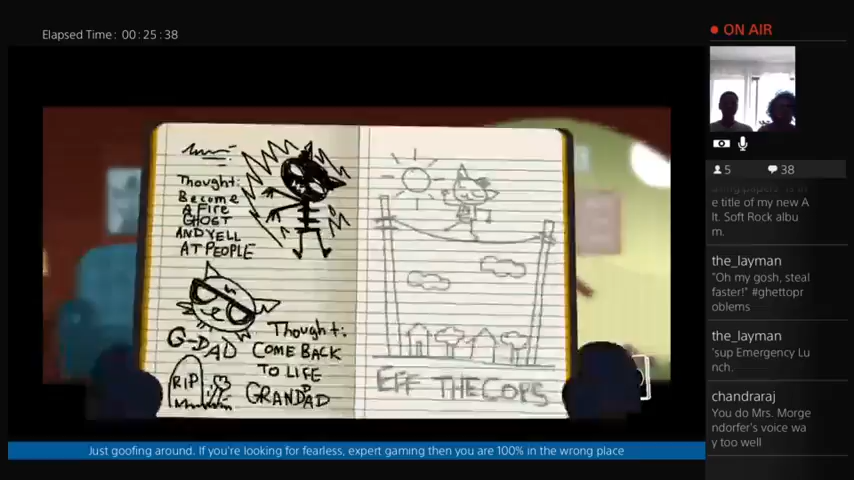 Elapsed Time: 00:25:38
ON AIR
5
38
Thought:
Become
A Fire
GHOST
AND YELL
AT PEOPLE
G-DAD
Thought:
COME BACK
TO LIFE
GRANDDAD
RIP
EFF THE COPS
e title of my new A
lt. Soft Rock albu
m.
the_layman
"Oh my gosh, steal
faster!" #ghettopr
oblems
the_layman
'sup Emergency Lu
nch.
chandraraj
You do Mrs. Morge
ndorfer's voice wa
y too well
Just goofing around. If you're looking for fearless, expert gaming then you are 100% in the wrong place